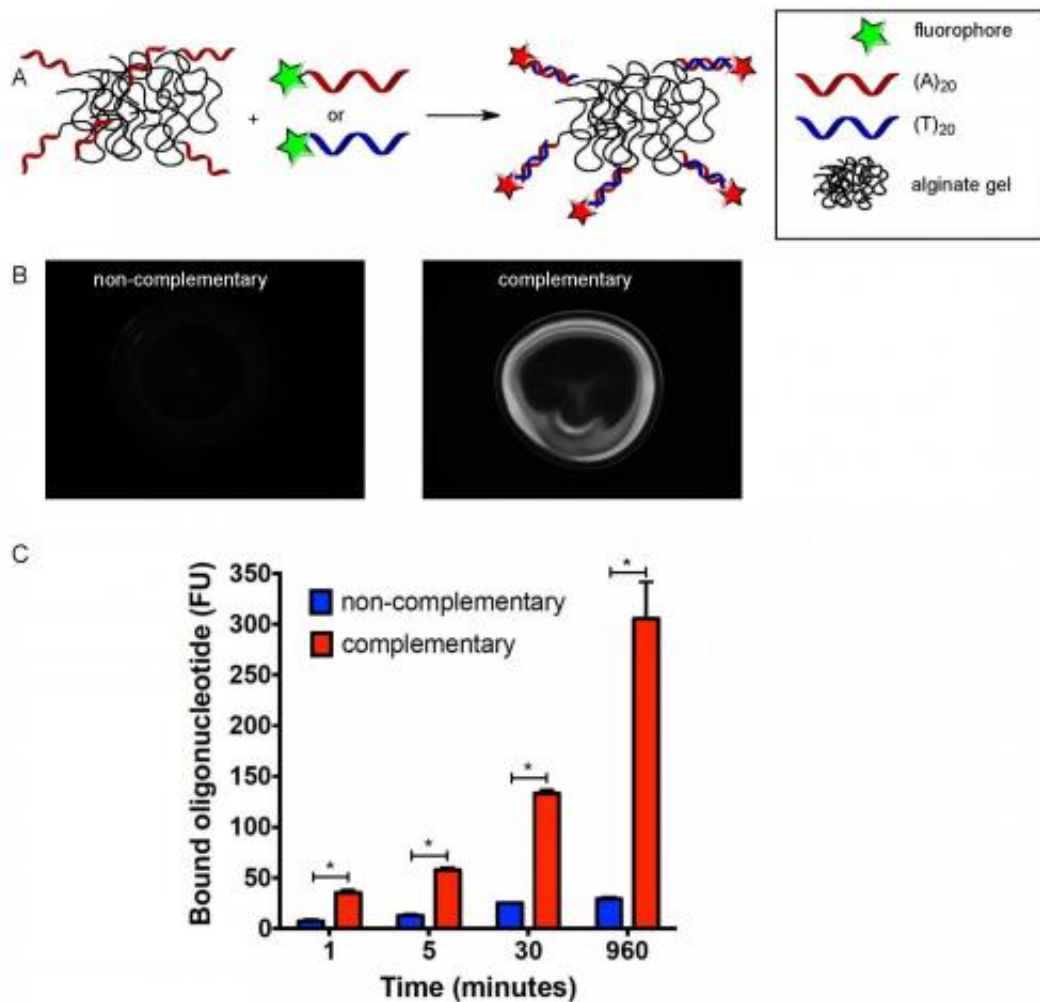 A
+
or
fluorophore
(A)20
(T)20
alginate gel
B
non-complementary
complementary
C
Bound oligonucleotide (FU)
350
300
250
200
150
100
50
0
non-complementary
complementary
*
*
*
*
1
5
30
960
Time (minutes)